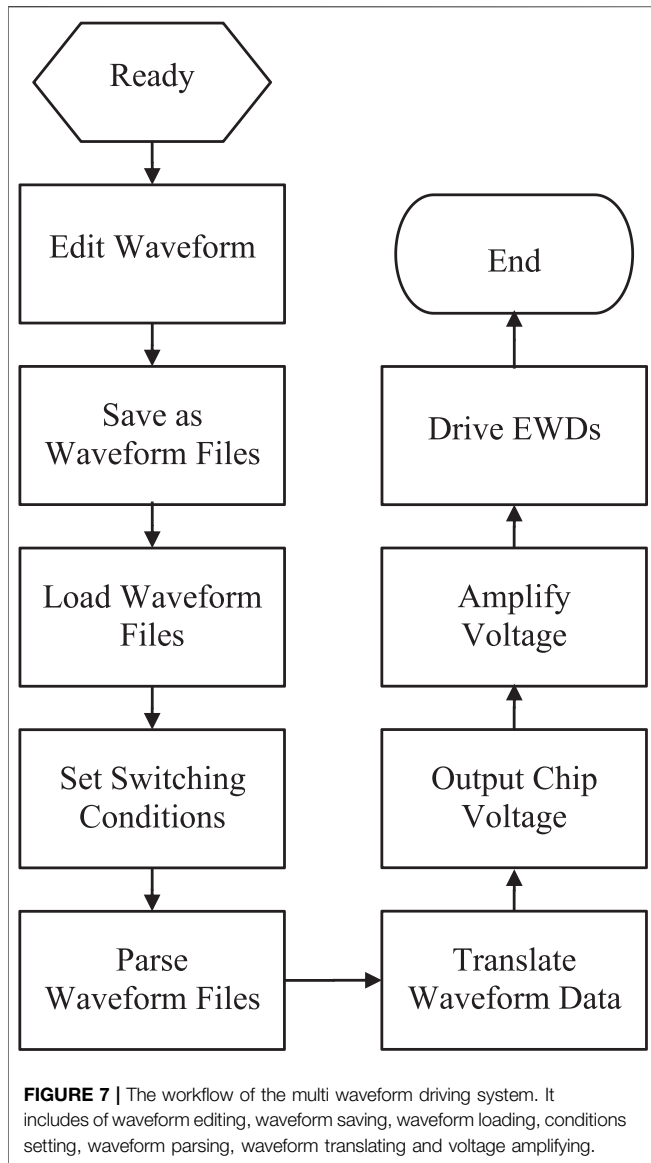 Ready
Edit Waveform
Save as
Waveform Files
Load Waveform
Files
Set Switching
Conditions
Parse
Waveform Files
Translate
Waveform Data
Output Chip
Voltage
Amplify
Voltage
Drive EWDs
End
FIGURE 7 | The workflow of the multi waveform driving system. It
includes of waveform editing, waveform saving, waveform loading, conditions
setting, waveform parsing, waveform translating and voltage amplifying.